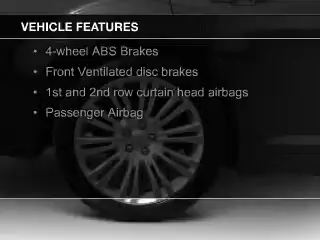 VEHICLE FEATURES
• 4-wheel ABS Brakes
• Front Ventilated disc brakes
• 1st and 2nd row curtain head airbags
• Passenger Airbag